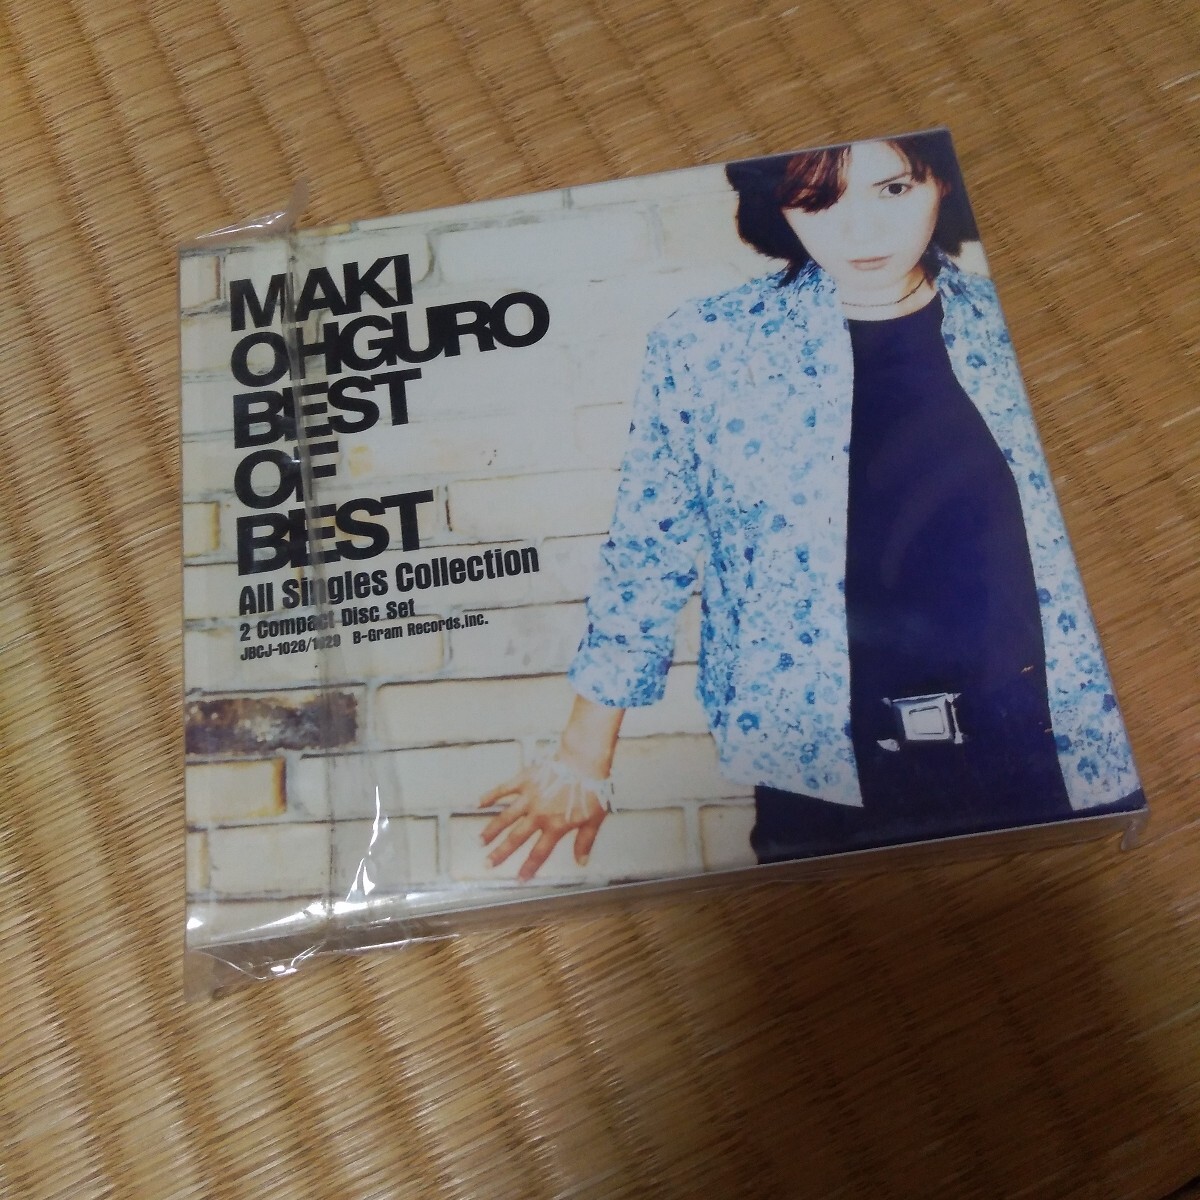 MAKI
OHGURO
BEST
OF
BEST
All Singles Collection
2 Compact Disc Set
JBCJ-1028/1029 B-Gram Records,Inc.